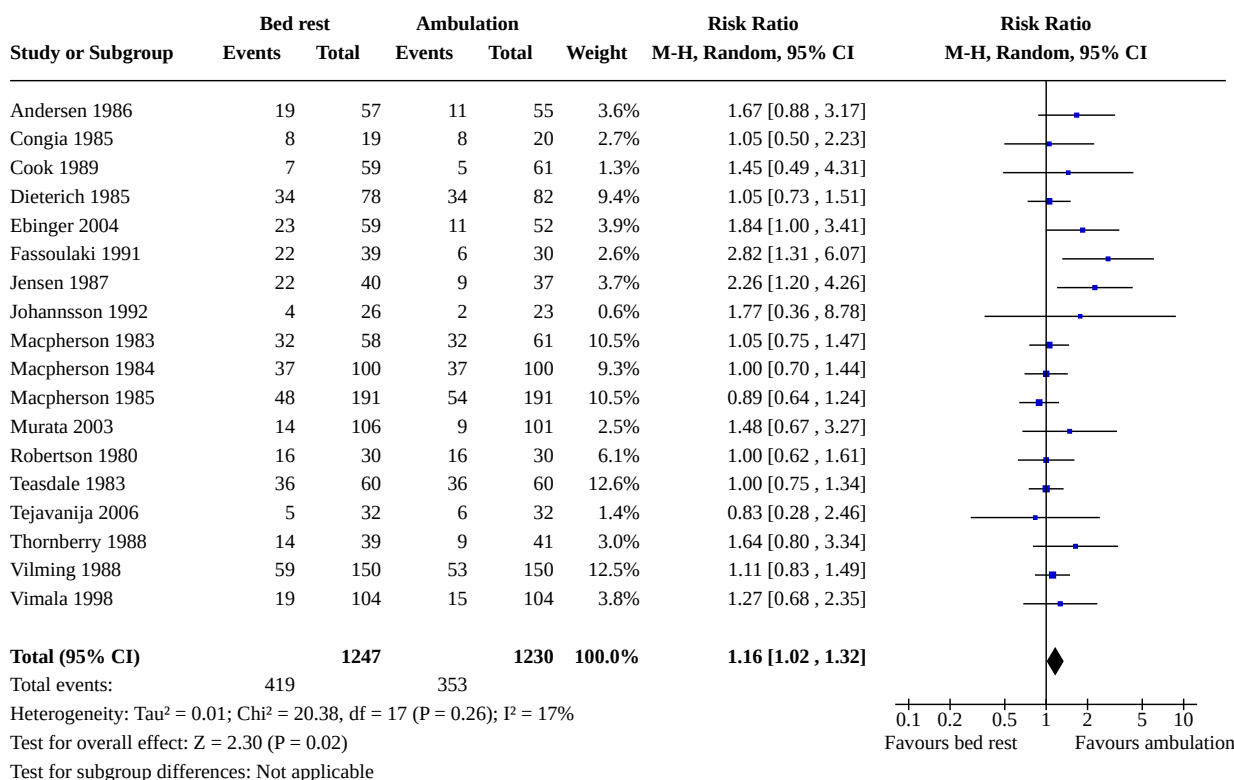 Bed rest Ambulation Risk Ratio Risk Ratio
Study or Subgroup Events Total Events Total Weight M-H, Random, 95% CI M-H, Random, 95% CI
Andersen 1986 19 57 11 55 3.6% 1.67 [0.88 , 3.17]
Congia 1985 8 19 8 20 2.7% 1.05 [0.50 , 2.23]
Cook 1989 7 59 5 61 1.3% 1.45 [0.49 , 4.31]
Dieterich 1985 34 78 34 82 9.4% 1.05 [0.73 , 1.51]
Ebinger 2004 23 59 11 52 3.9% 1.84 [1.00 , 3.41]
Fassoulaki 1991 22 39 6 30 2.6% 2.82 [1.31 , 6.07]
Jensen 1987 22 40 9 37 3.7% 2.26 [1.20 , 4.26]
Johannsson 1992 4 26 2 23 0.6% 1.77 [0.36 , 8.78]
Macpherson 1983 32 58 32 61 10.5% 1.05 [0.75 , 1.47]
Macpherson 1984 37 100 37 100 9.3% 1.00 [0.70 , 1.44]
Macpherson 1985 48 191 54 191 10.5% 0.89 [0.64 , 1.24]
Murata 2003 14 106 9 101 2.5% 1.48 [0.67 , 3.27]
Robertson 1980 16 30 16 30 6.1% 1.00 [0.62 , 1.61]
Teasdale 1983 36 60 36 60 12.6% 1.00 [0.75 , 1.34]
Tejavanija 2006 5 32 6 32 1.4% 0.83 [0.28 , 2.46]
Thornberry 1988 14 39 9 41 3.0% 1.64 [0.80 , 3.34]
Vilming 1988 59 150 53 150 12.5% 1.11 [0.83 , 1.49]
Vimala 1998 19 104 15 104 3.8% 1.27 [0.68 , 2.35]
Total (95% CI) 1247 1230 100.0% 1.16 [1.02 , 1.32]
Total events: 419 353
Heterogeneity: Tau² = 0.01; Chi² = 20.38, df = 17 (P = 0.26); I² = 17%
0.1 0.2 0.5 1 2 5 10
Test for overall effect: Z = 2.30 (P = 0.02) Favours bed rest Favours ambulation
Test for subgroup differences: Not applicable